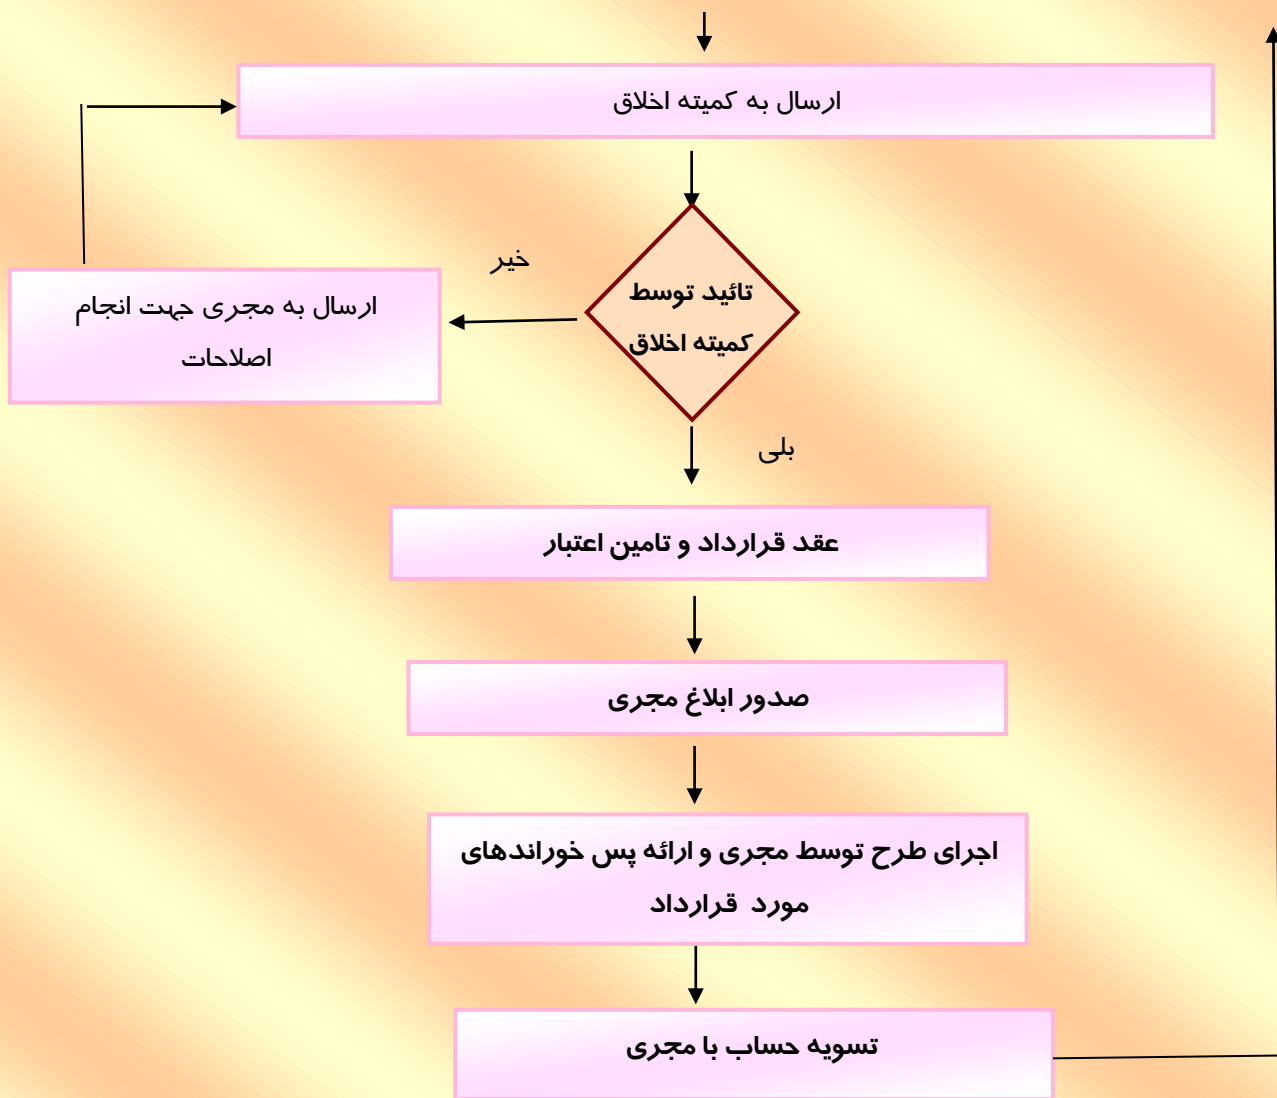 ارسال به کمیته اخلاق
خیر
تائید توسط
کمیته اخلاق
ارسال به مجری جهت انجام
اصلاحات
بلی
عقد قرارداد و تامین اعتبار
صدور ابلاغ مجری
اجرای طرح توسط مجری و ارائه پس خوراندهای
مورد قرارداد
تسویه حساب با مجری